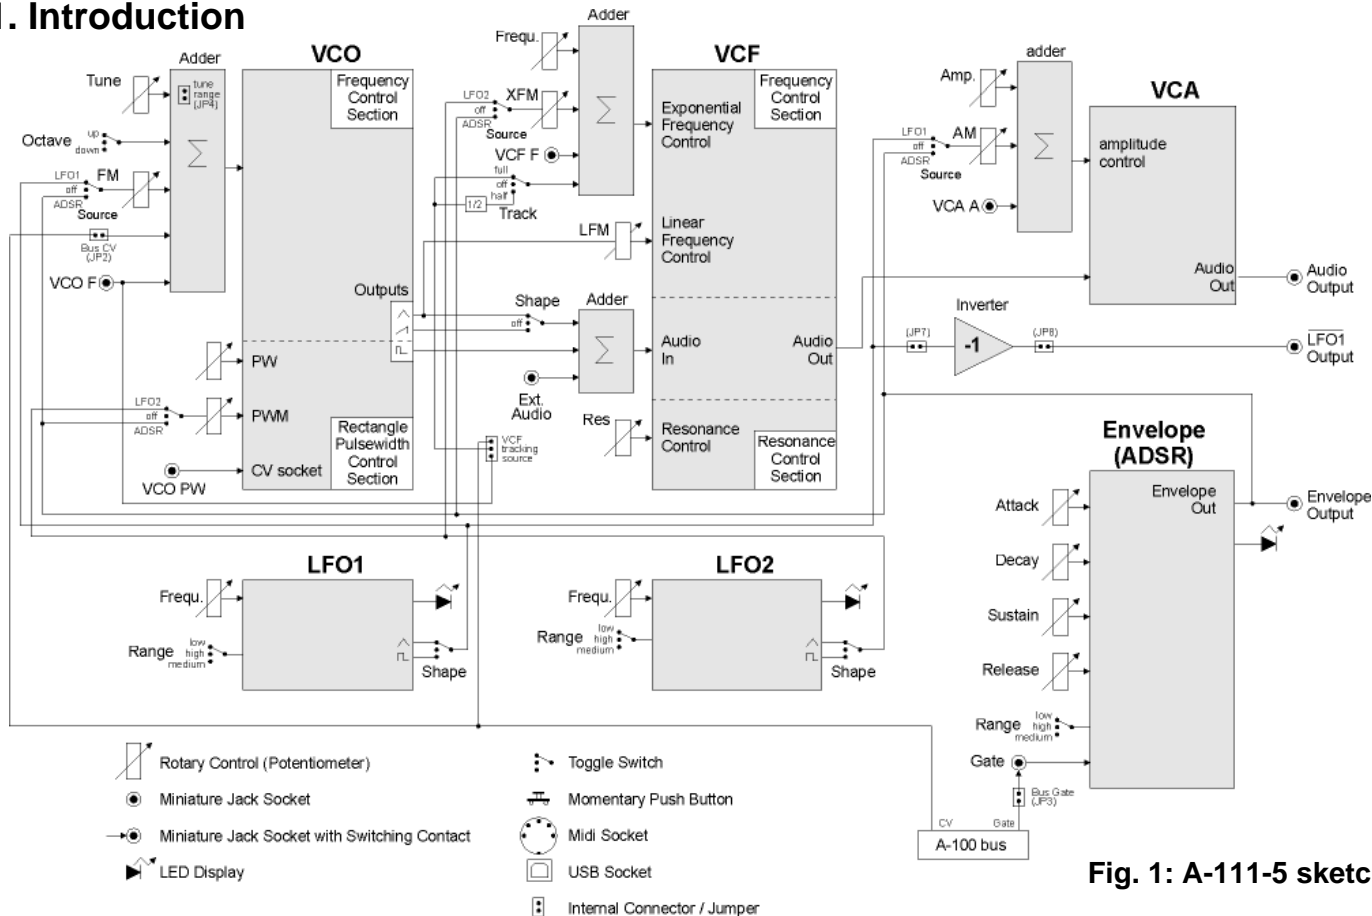 1. Introduction
VCO
Adder
Tune
tune
range
(JP4)
Octave
up
down
LFO1
off
ADSR
FM
Source
Bus CV
(JP2)
VCO F
Frequency
Control
Section
Outputs
PW
LFO2
off
ADSR
PWM
CV socket
VCO PW
Rectangle
Pulsewidth
Control
Section
Adder
Frequ.
LFO2
off
ADSR
XFM
Source
VCF F
full
off
half
1/2
Track
LFM
Shape
off
Adder
Ext.
Audio
Res
VCF
tracking
source
VCF
Frequency
Control
Section
Exponential
Frequency
Control
Linear
Frequency
Control
Audio
In
Audio
Out
Resonance
Control
Resonance
Control
Section
adder
Amp.
LFO1
off
ADSR
AM
Source
VCA A
VCA
amplitude
control
Audio
Out
Audio
Output
Inverter
(JP7)
-1
(JP8)
LFO1
Output
Envelope
(ADSR)
Envelope
Out
Envelope
Output
Attack
Decay
Sustain
Release
Range
low
high
medium
Gate
Bus Gate
(JP3)
CV
Gate
A-100 bus
LFO1
Frequ.
Range
low
high
medium
Shape
LFO2
Frequ.
Range
low
high
medium
Shape
Rotary Control (Potentiometer)
Miniature Jack Socket
Miniature Jack Socket with Switching Contact
LED Display
Toggle Switch
Momentary Push Button
Midi Socket
USB Socket
Internal Connector / Jumper
Fig. 1: A-111-5 sketc